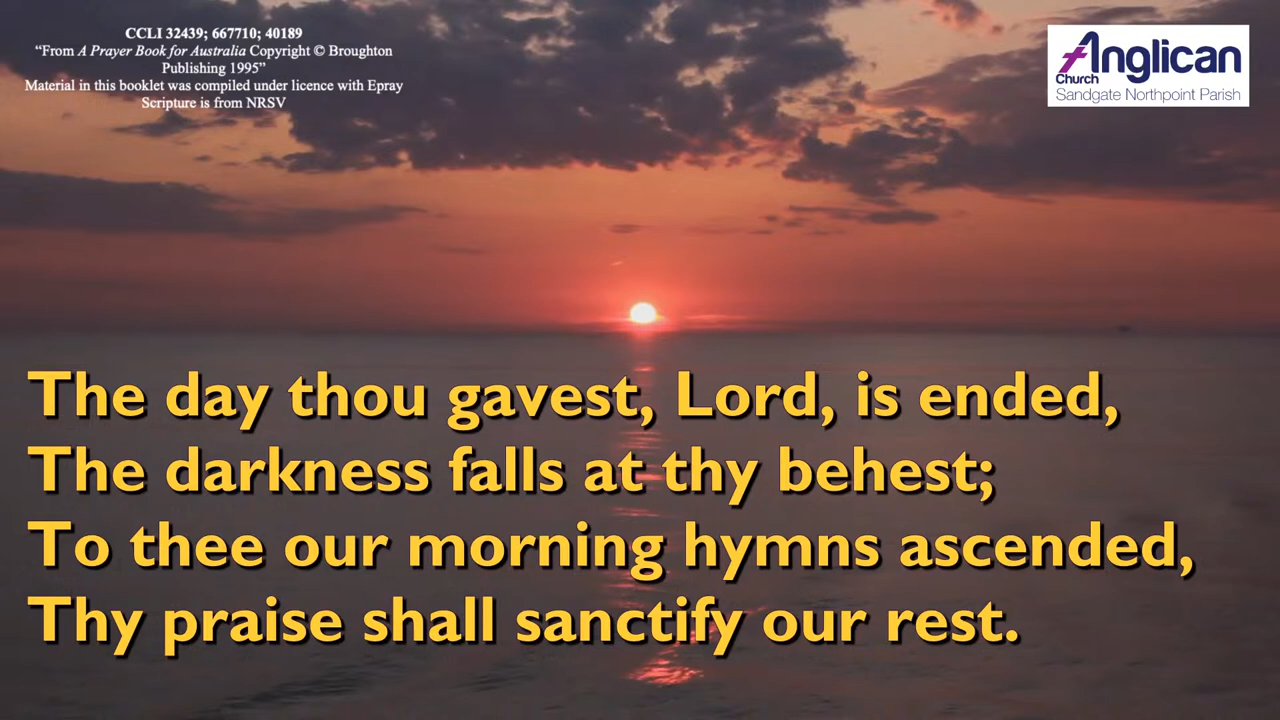 CCLI 32439; 667710; 40189
“From A Prayer Book for Australia Copyright © Broughton
Publishing 1995”
Material in this booklet was compiled under licence with Epray
Scripture is from NRSV
Anglican
Church
Sandgate Northpoint Parish
The day thou gavest, Lord, is ended,
The darkness falls at thy behest;
To thee our morning hymns ascended,
Thy praise shall sanctify our rest.